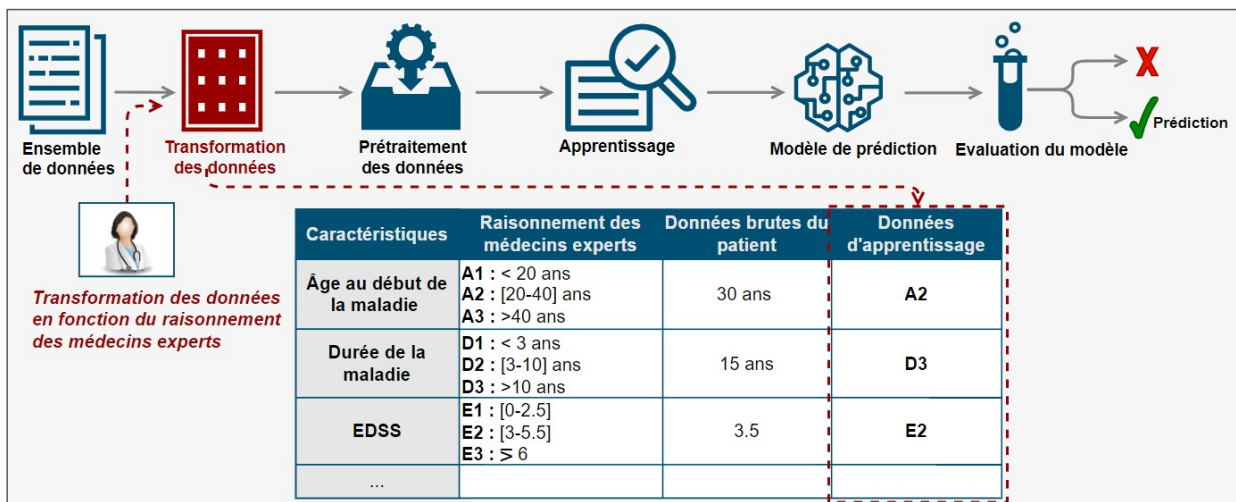 Ensemble
de données
Transformation
des données
Prétraitement
des données
Apprentissage
Modèle de prédiction
Evaluation du modèle
X
Prédiction
Transformation des données
en fonction du raisonnement
des médecins experts
Caractéristiques
Raisonnement des
médecins experts
Données brutes du
patient
Données
d'apprentissage
Âge au début de
la maladie
A1 : < 20 ans
A2 : [20-40] ans
A3 : >40 ans
30 ans
A2
Durée de la
maladie
D1 : < 3 ans
D2 : [3-10] ans
D3 : >10 ans
15 ans
D3
EDSS
E1 : [0-2.5]
E2 : [3-5.5]
E3 : ⋝ 6
3.5
E2
...